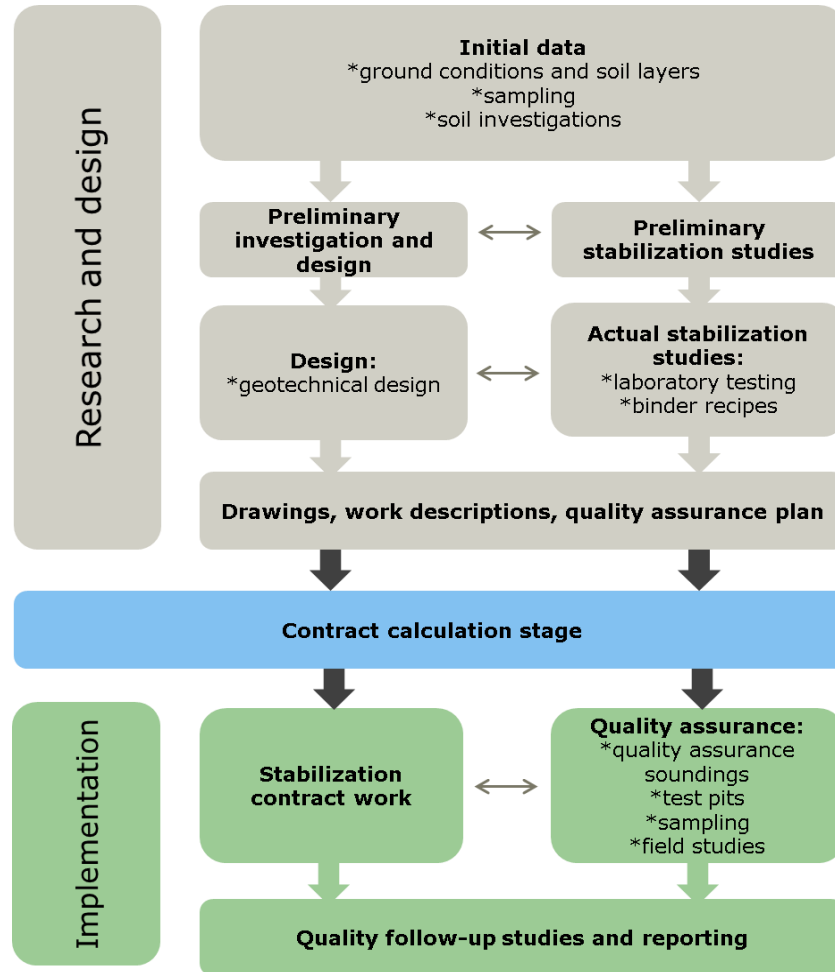 Research and design
Initial data
*ground conditions and soil layers
*sampling
*soil investigations
Preliminary
investigation and
design
Preliminary
stabilization studies
Design:
*geotechnical design
Actual stabilization
studies:
*laboratory testing
*binder recipes
Drawings, work descriptions, quality assurance plan
Contract calculation stage
Implementation
Stabilization
contract work
Quality assurance:
*quality assurance
soundings
*test pits
*sampling
*field studies
Quality follow-up studies and reporting